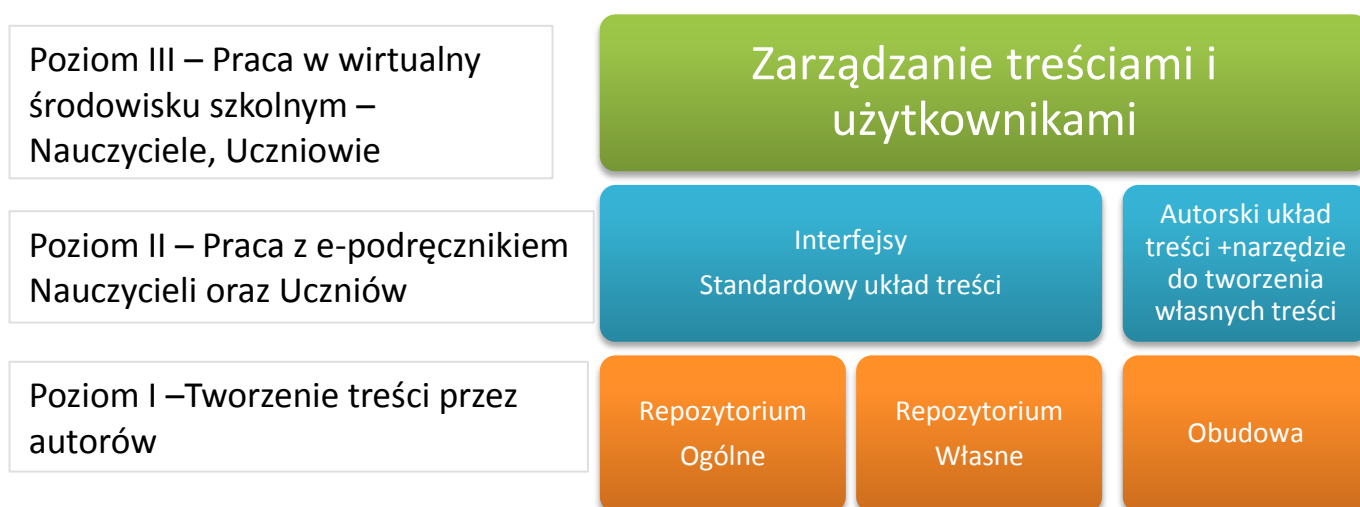 Poziom III – Praca w wirtualny
środowisku szkolnym –
Nauczyciele, Uczniowie
Zarządzanie treściami i
użytkownikami
Poziom II – Praca z e-podręcznikiem
Nauczycieli oraz Uczniów
Interfejsy
Standardowy układ treści
Autorski układ
treści +narzędzie
do tworzenia
własnych treści
Poziom I –Tworzenie treści przez
autorów
Repozytorium
Ogólne
Repozytorium
Własne
Obudowa